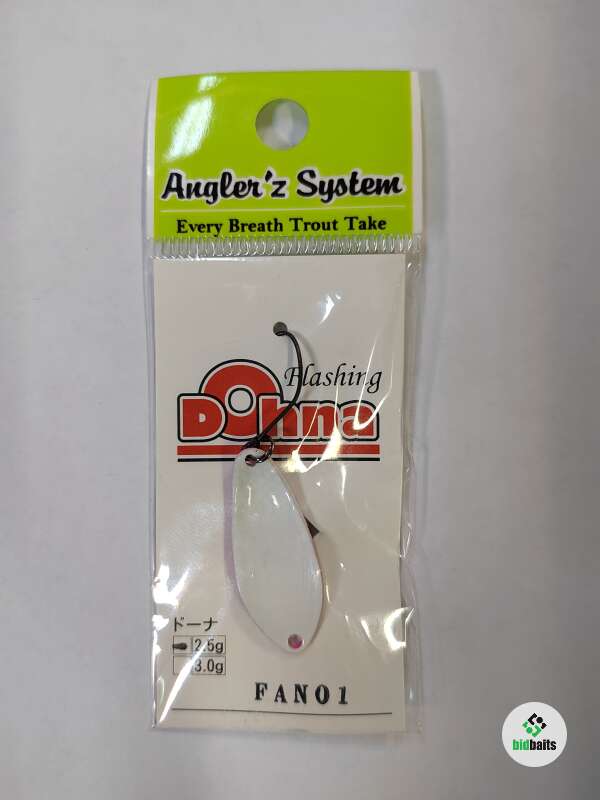 Angler'z System
Every Breath Trout Take
Flashing
Dohna
ドーナ
2.5g
3.0g
FAN01
bidbaits